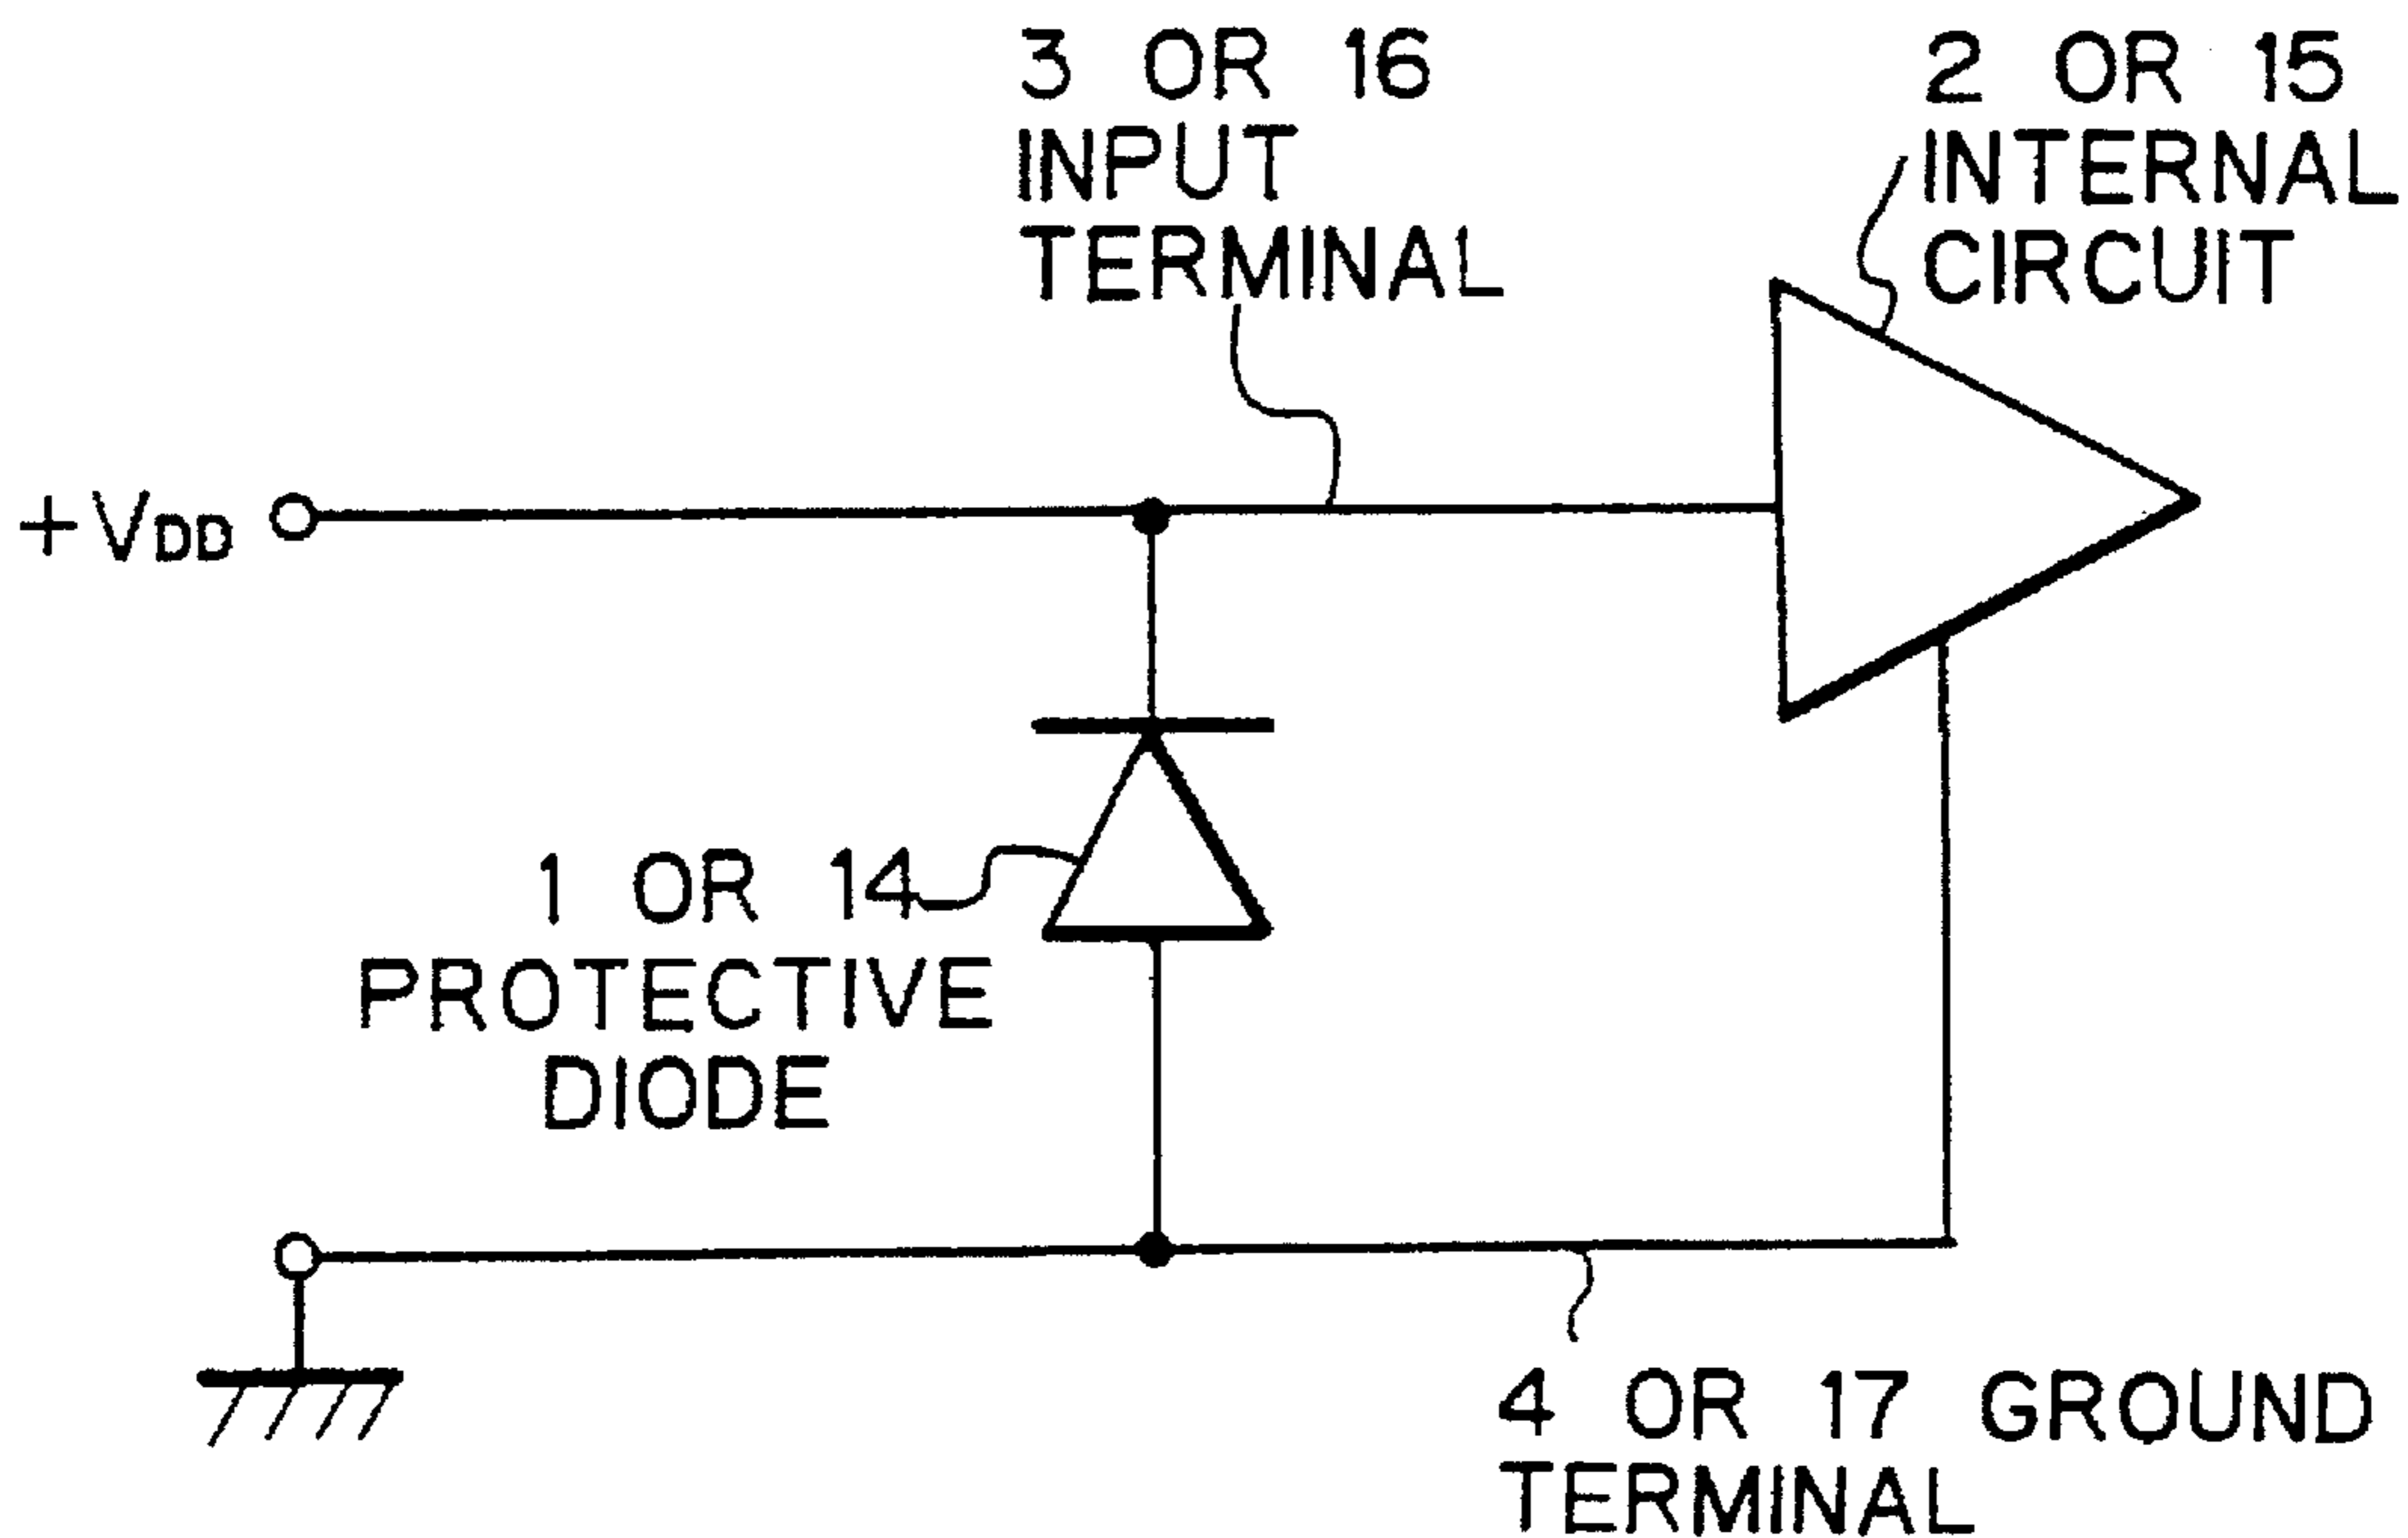 3 OR 16
INPUT
TERMINAL
2 OR 15
INTERNAL
CIRCUIT
+VDD
1 OR 14
PROTECTIVE
DIODE
4 OR 17 GROUND
TERMINAL